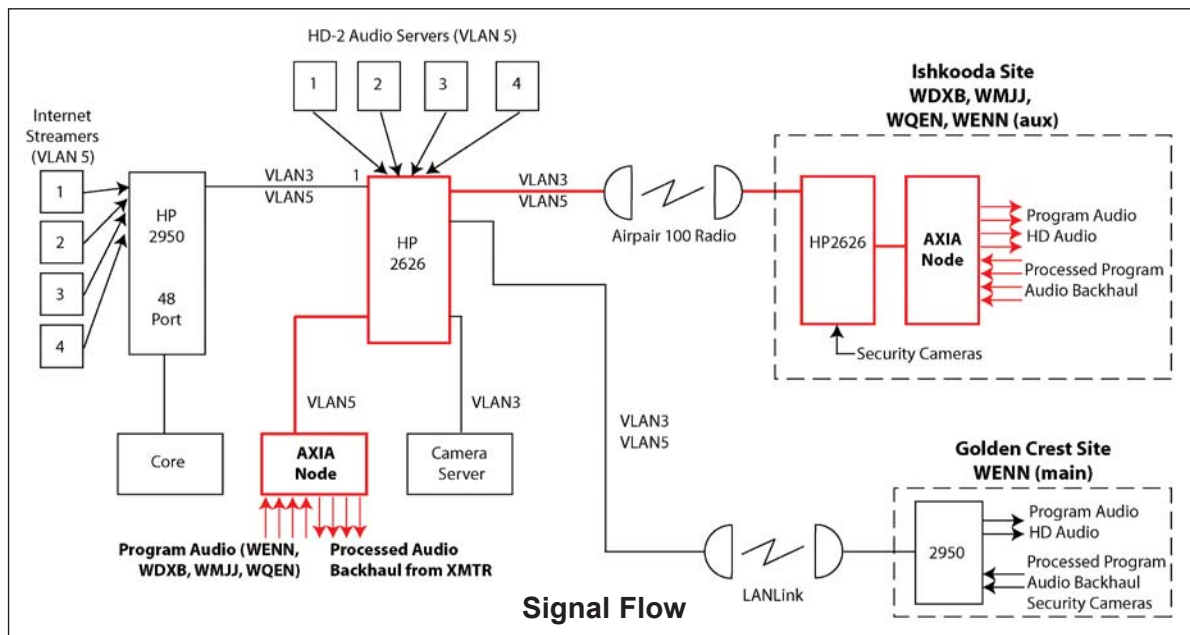 HD-2 Audio Servers (VLAN 5)
1
2
3
4
Internet
Streamers
(VLAN 5)
1
2
3
4
HP
2950
48
Port
VLAN3
VLAN5
1
HP
2626
VLAN3
VLAN5
Airpair 100 Radio
Ishkooda Site
WDXB, WMJJ,
WQEN, WENN (aux)
HP2626
AXIA
Node
Program Audio
HD Audio
Processed Program
Audio Backhaul
Security Cameras
VLAN5
VLAN3
VLAN3
VLAN5
Core
AXIA
Node
Camera
Server
Program Audio (WENN,
WDXB, WMJJ, WQEN)
Processed Audio
Backhaul from XMTR
LANLink
Golden Crest Site
WENN (main)
2950
Program Audio
HD Audio
Processed Program
Audio Backhaul
Security Cameras
Signal Flow